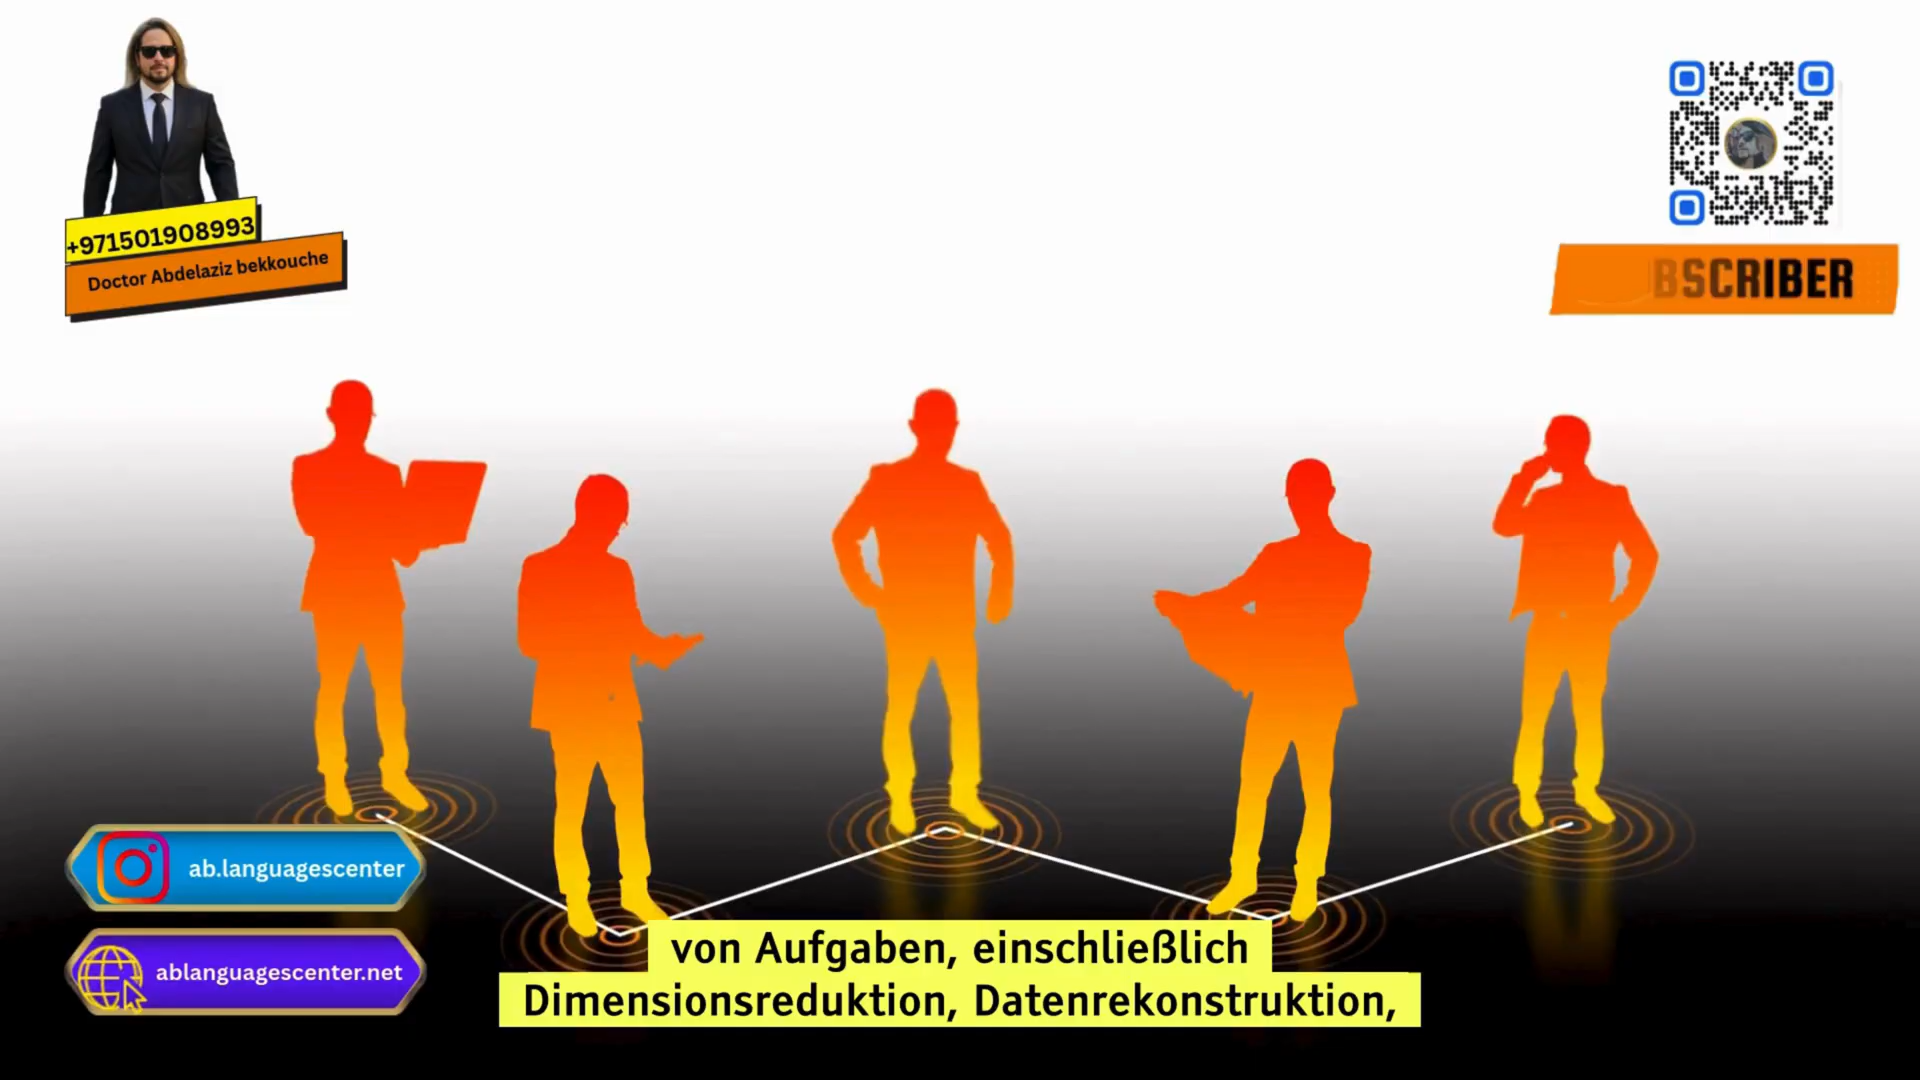 +971501908993
Doctor Abdelaziz bekkouche
BSCRIBER
ab.languagescenter
ablanguagescenter.net
von Aufgaben, einschließlich
Dimensionsreduktion, Datenrekonstruktion,